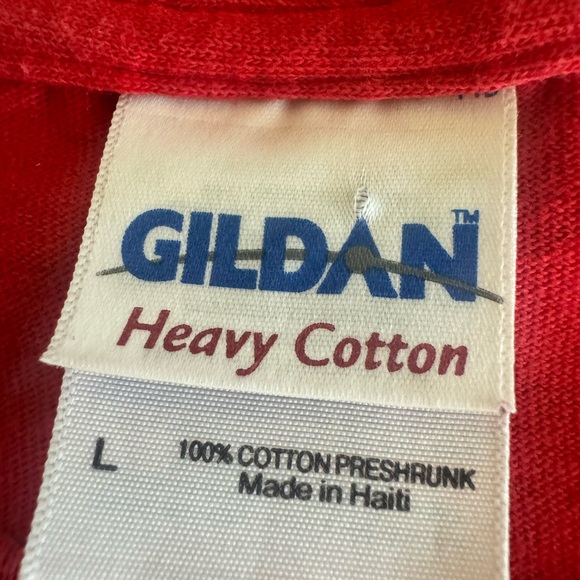 GILDAN™
Heavy Cotton
L
100% COTTON PRESHRUNK
Made in Haiti